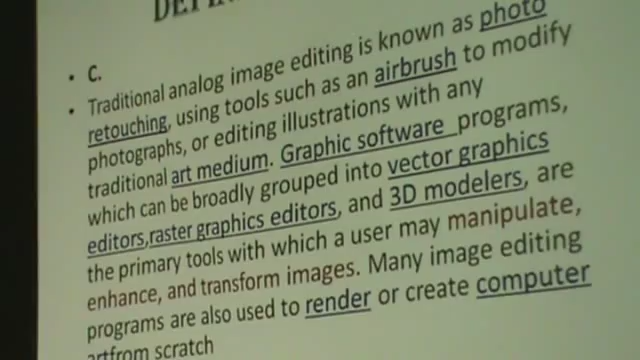 • C.
• Traditional analog image editing is known as photo
retouching, using tools such as an airbrush to modify
photographs, or editing illustrations with any
traditional art medium. Graphic software programs,
which can be broadly grouped into vector graphics
editors,raster graphics editors, and 3D modelers, are
the primary tools with which a user may manipulate,
enhance, and transform images. Many image editing
programs are also used to render or create computer
artfrom scratch